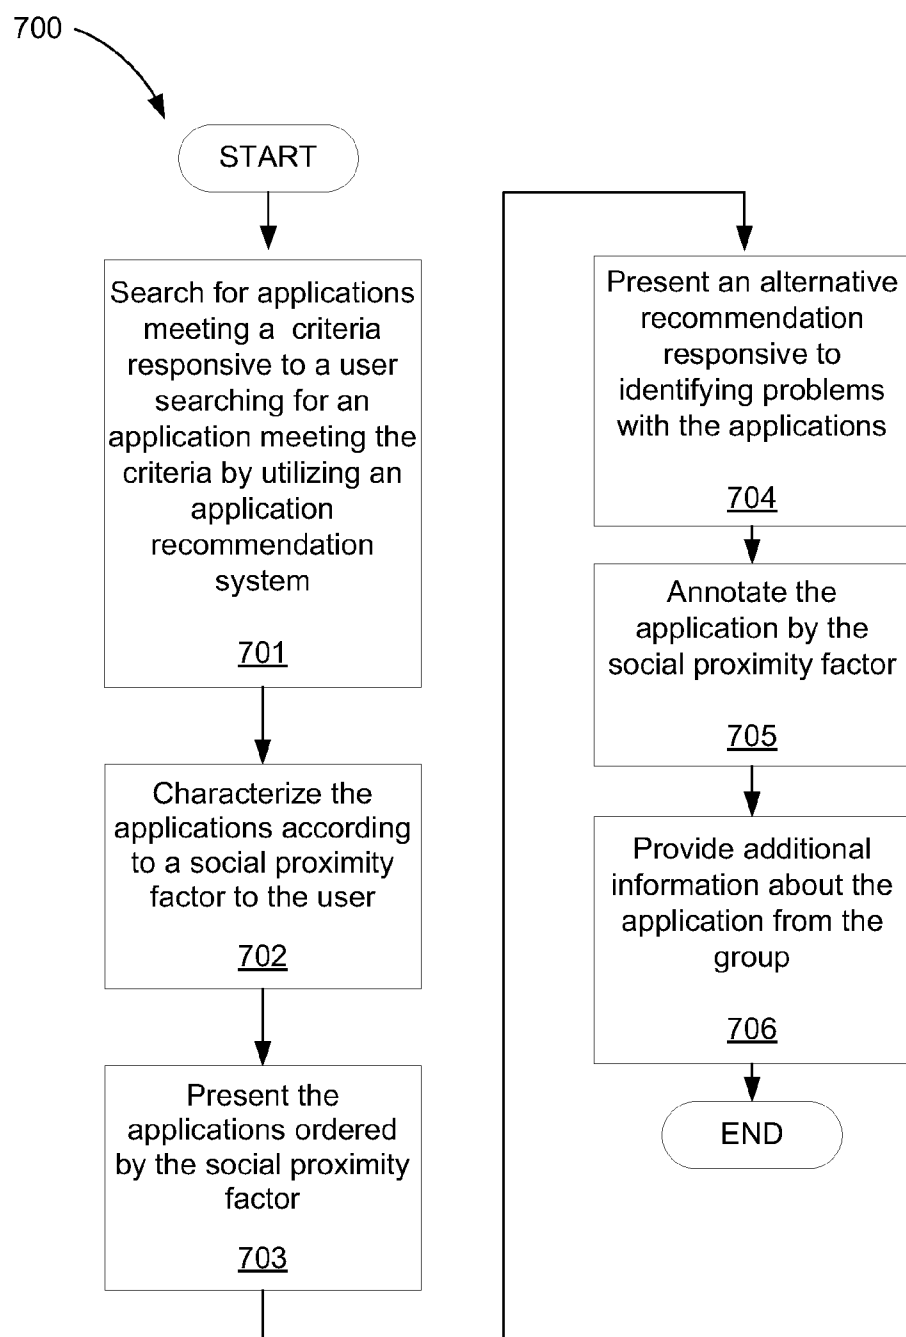 700
START
Search for applications
meeting a criteria
responsive to a user
searching for an
application meeting the
criteria by utilizing an
application
recommendation
system
701
Characterize the
applications according
to a social proximity
factor to the user
702
Present the
applications ordered
by the social proximity
factor
703
Present an alternative
recommendation
responsive to
identifying problems
with the applications
704
Annotate the
application by the
social proximity factor
705
Provide additional
information about the
application from the
group
706
END